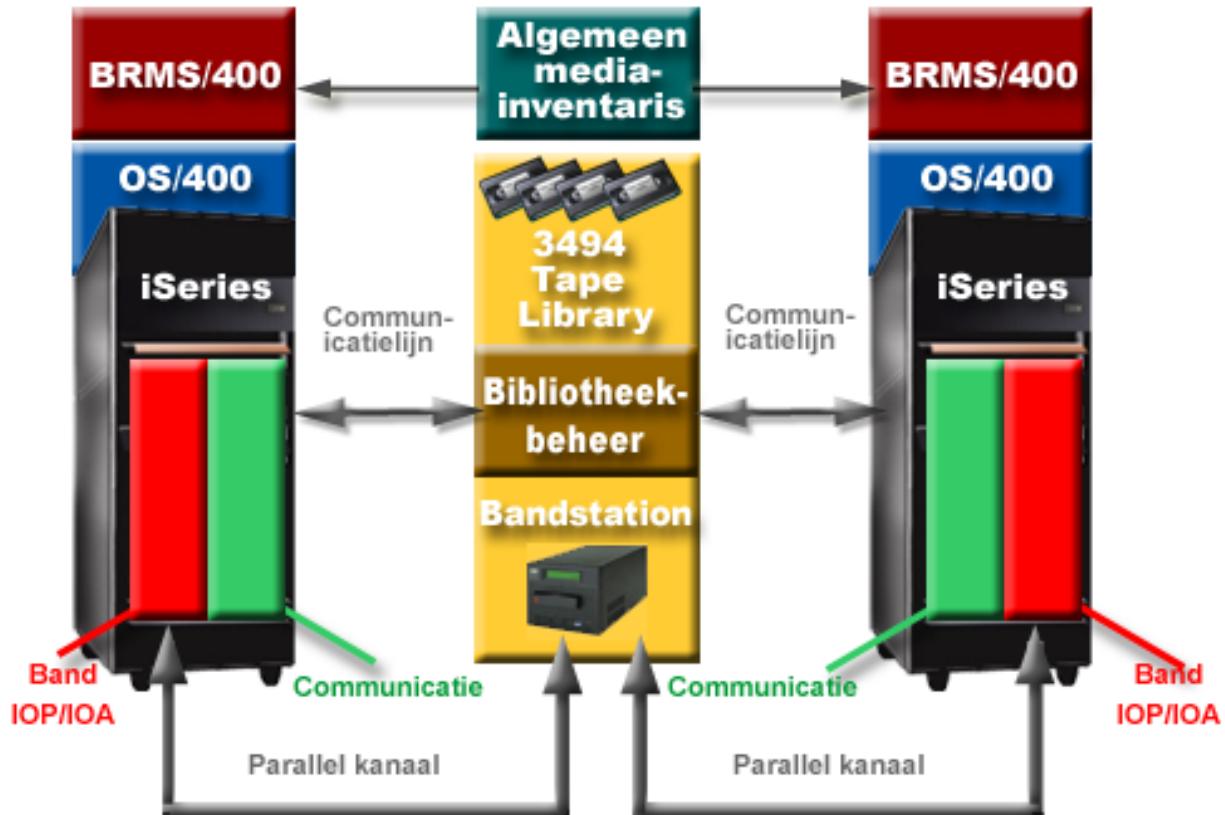 BRMS/400
Algemeen
media-
inventaris
BRMS/400
OS/400
OS/400
3494
Tape
Library
iSeries
iSeries
Commun-
icatielijn
Commun-
icatielijn
Bibliotheek-
beheer
Bandstation
Band
IOP/IOA
Communicatie
Communicatie
Band
IOP/IOA
Parallel kanaal
Parallel kanaal